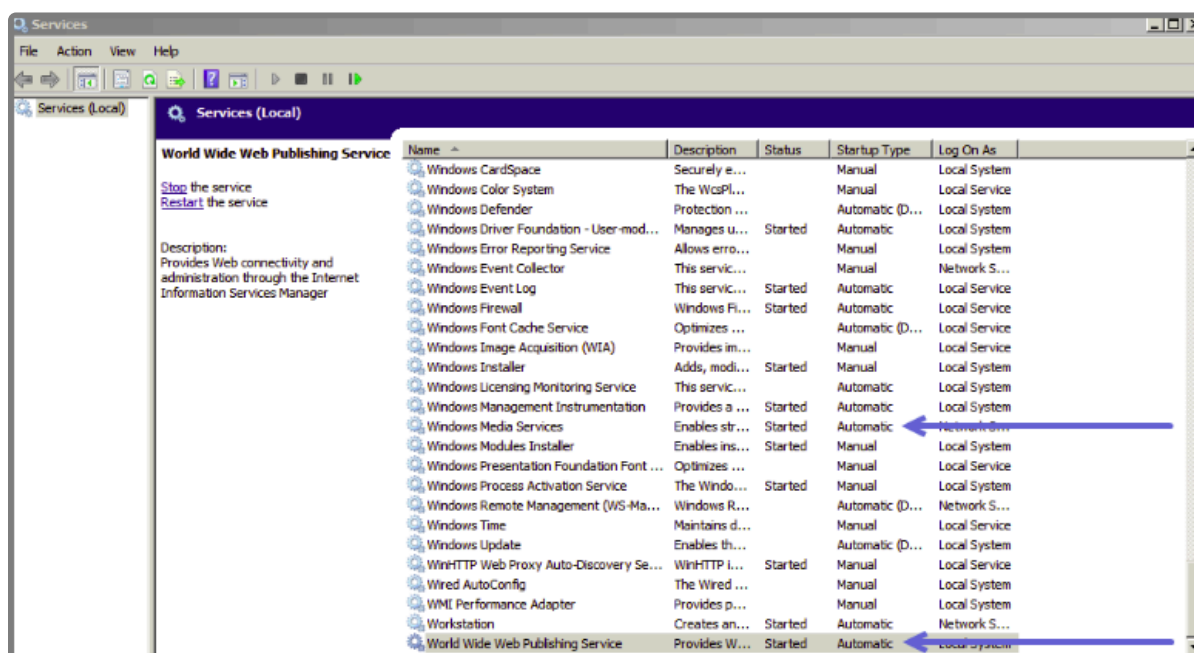 Services
File Action View Help
Services (Local)
Services (Local)
World Wide Web Publishing Service
Stop the service
Restart the service
Description:
Provides Web connectivity and
administration through the Internet
Information Services Manager
Name Description Status Startup Type Log On As
Windows CardSpace Securely e... Manual Local System
Windows Color System The WcsPl... Manual Local Service
Windows Defender Protection ... Automatic (D... Local System
Windows Driver Foundation - User-mod... Manages u... Started Automatic Local System
Windows Error Reporting Service Allows erro... Manual Local System
Windows Event Collector This servic... Manual Network S...
Windows Event Log This servic... Started Automatic Local Service
Windows Firewall Windows Fi... Started Automatic Local Service
Windows Font Cache Service Optimizes ... Automatic (D... Local Service
Windows Image Acquisition (WIA) Provides im... Manual Local Service
Windows Installer Adds, modi... Started Manual Local System
Windows Licensing Monitoring Service This servic... Automatic Local System
Windows Management Instrumentation Provides a ... Started Automatic Local System
Windows Media Services Enables str... Started Automatic Network S...
Windows Modules Installer Enables ins... Started Manual Local System
Windows Presentation Foundation Font ... Optimizes ... Manual Local Service
Windows Process Activation Service The Windo... Started Manual Local System
Windows Remote Management (WS-Ma... Windows R... Automatic (D... Network S...
Windows Time Maintains d... Manual Local Service
Windows Update Enables th... Automatic (D... Local System
WinHTTP Web Proxy Auto-Discovery Se... WinHTTP i... Started Manual Local Service
Wired AutoConfig The Wired ... Manual Local System
WMI Performance Adapter Provides p... Manual Local System
Workstation Creates an... Started Automatic Network S...
World Wide Web Publishing Service Provides W... Started Automatic Local System